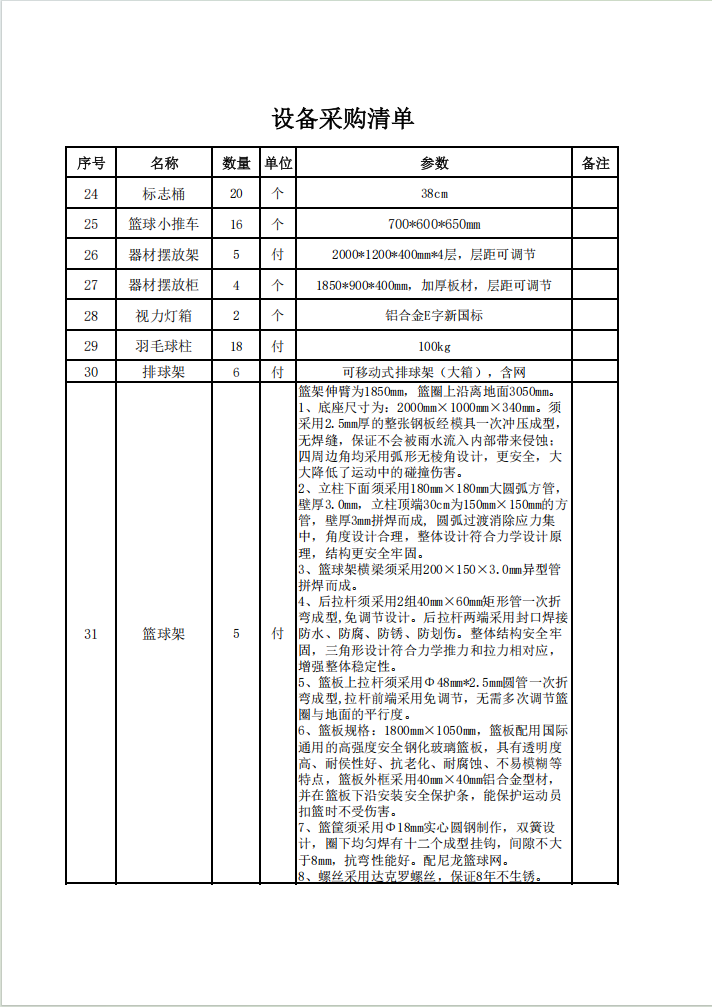 设备采购清单
序号 名称 数量 单位 参数 备注
24 标志桶 20 个 38cm
25 篮球小推车 16 个 700*600*650mm
26 器材摆放架 5 付 2000*1200*400mm*4层，层距可调节
27 器材摆放柜 4 个 1850*900*400mm，加厚板材，层距可调节
28 视力灯箱 2 个 铝合金E字新国标
29 羽毛球柱 18 付 100kg
30 排球架 6 付 可移动式排球架（大箱），含网
31 篮球架 5 付
篮架伸臂为1850mm，篮圈上沿离地面3050mm。
1、底座尺寸为：2000mm×1000mm×340mm。须
采用2.5mm厚的整张钢板经模具一次冲压成型，
无焊缝，保证不会被雨水流入内部带来侵蚀；
四周边角均采用弧形无棱角设计，更安全，大
大降低了运动中的碰撞伤害。
2、立柱下面须采用180mm×180mm大圆弧方管，
壁厚3.0mm，立柱顶端30cm为150mm×150mm的方
管，壁厚3mm拼焊而成, 圆弧过渡消除应力集
中，角度设计合理，整体设计符合力学设计原
理，结构更安全牢固。
3、篮球架横梁须采用200×150×3.0mm异型管
拼焊而成。
4、后拉杆须采用2组40mm×60mm矩形管一次折
弯成型,免调节设计。后拉杆两端采用封口焊接
防水、防腐、防锈、防划伤。整体结构安全牢
固，三角形设计符合力学推力和拉力相对应，
增强整体稳定性。
5、篮板上拉杆须采用Φ48mm*2.5mm圆管一次折
弯成型,拉杆前端采用免调节，无需多次调节篮
圈与地面的平行度。
6、篮板规格：1800mm×1050mm，篮板配用国际
通用的高强度安全钢化玻璃篮板，具有透明度
高、耐侯性好、抗老化、耐腐蚀、不易模糊等
特点，篮板外框采用40mm×40mm铝合金型材，
并在篮板下沿安装安全保护条，能保护运动员
扣篮时不受伤害。
7、篮筐须采用Φ18mm实心圆钢制作，双簧设
计，圈下均匀焊有十二个成型挂钩，间隙不大
于8mm，抗弯性能好。配尼龙篮球网。
8、螺丝采用达克罗螺丝，保证8年不生锈。